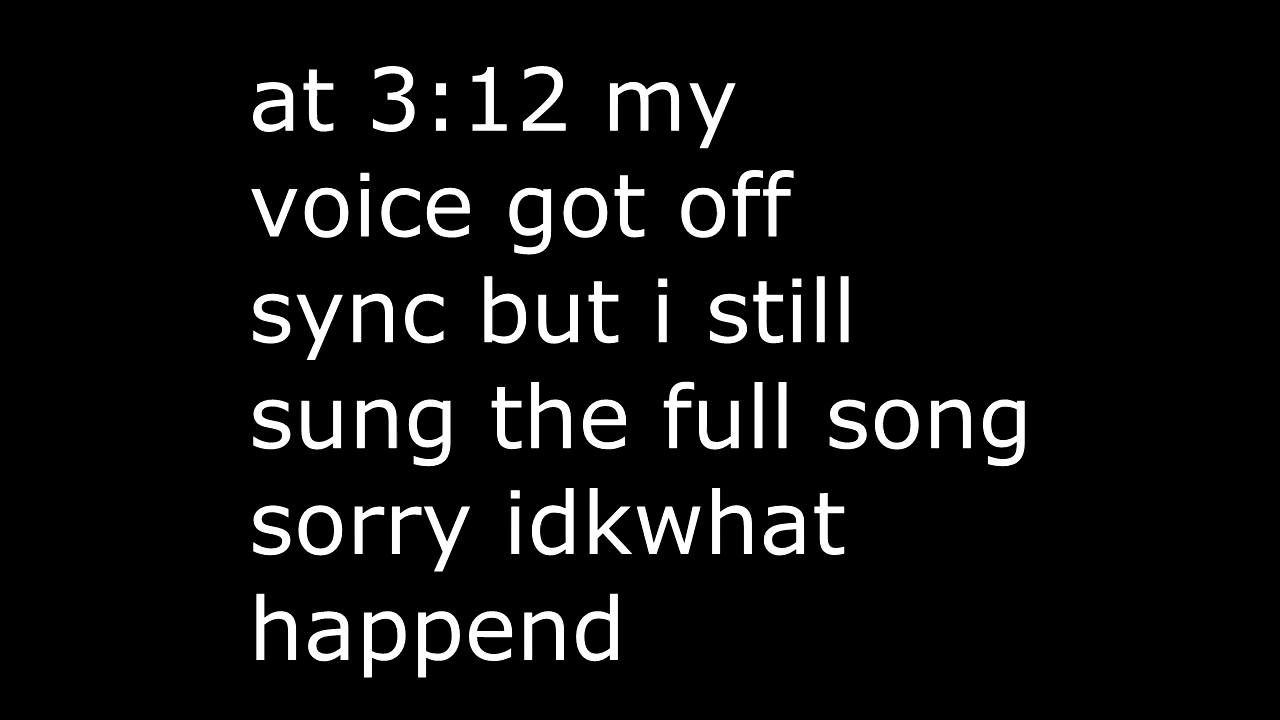 at 3:12 my
voice got off
sync but i still
sung the full song
sorry idkwhat
happend